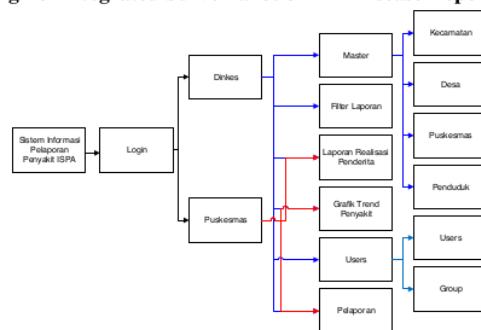 Kecamatan
Master
Dinkes
Desa
Filter Laporan
Sistem Informasi
Pelaporan
Penyakit ISPA
Login
Laporan Realisasi
Penderita
Puskesmas
Penduduk
Grafik Trend
Penyakit
Puskesmas
Users
Users
Group
Pelaporan